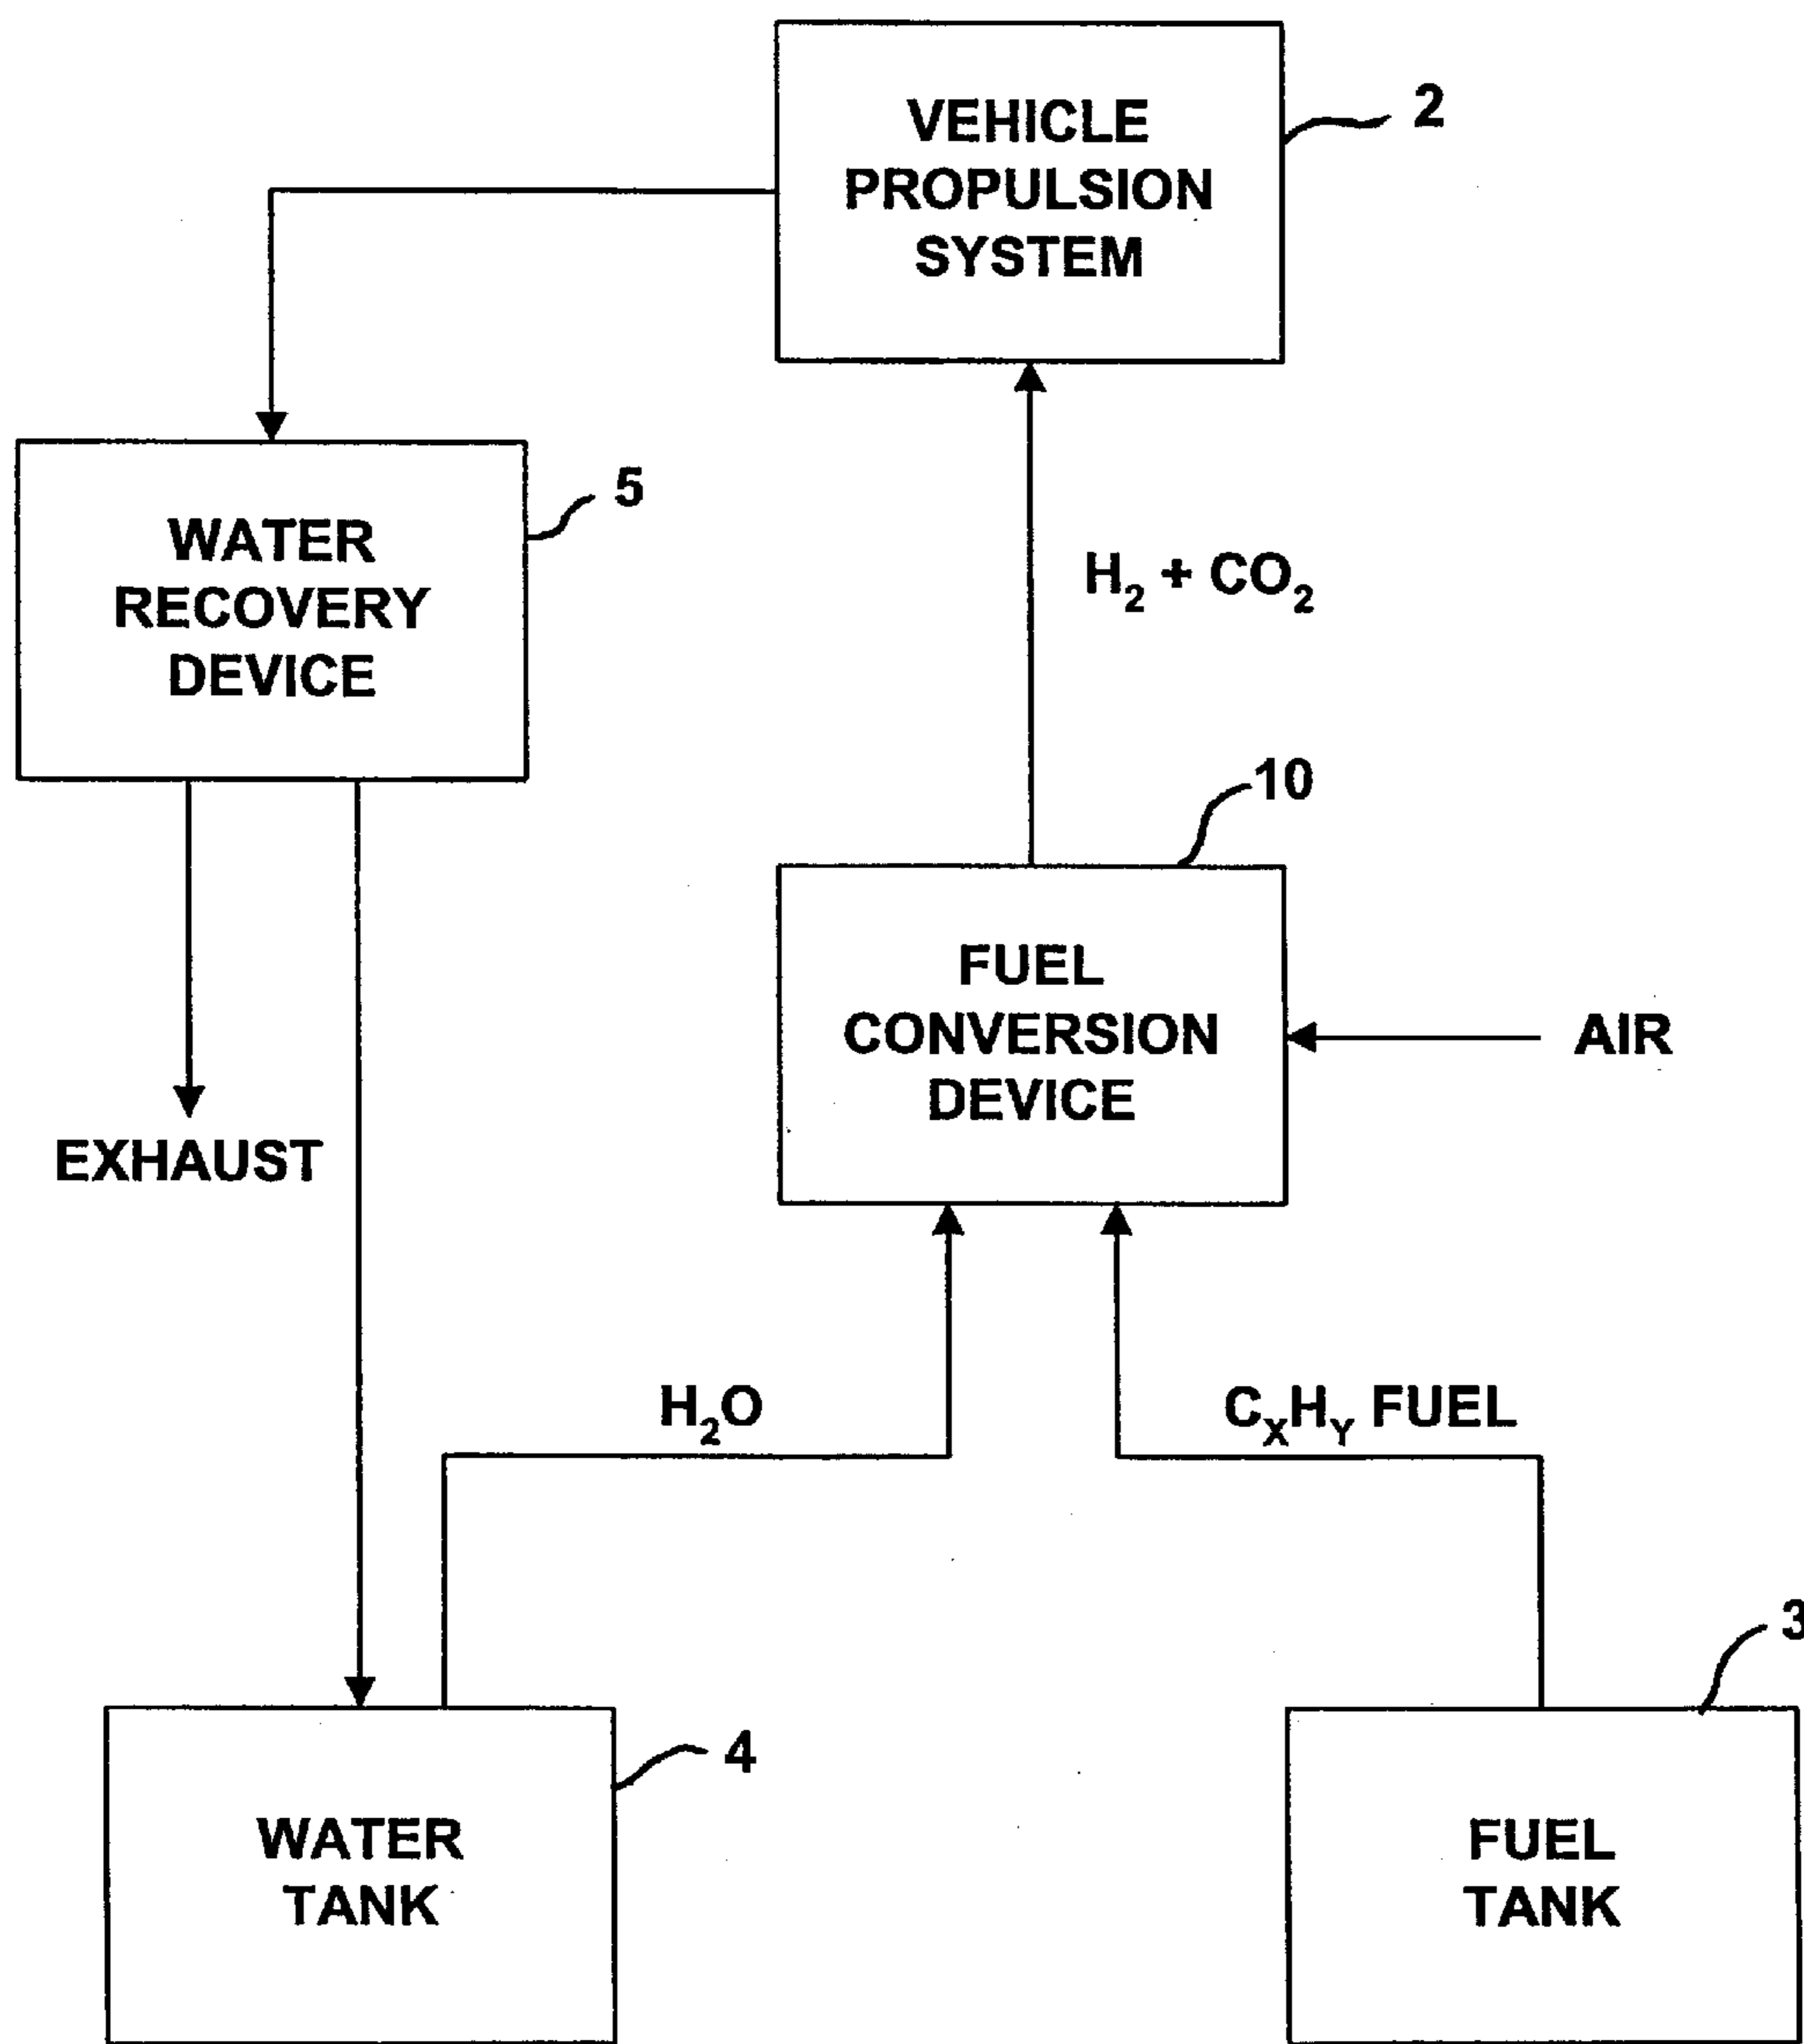 VEHICLE
PROPULSION
SYSTEM
2
WATER
RECOVERY
DEVICE
5
H₂ + CO₂
10
FUEL
CONVERSION
DEVICE
AIR
EXHAUST
H₂O
CₓHᵧ FUEL
3
4
WATER
TANK
FUEL
TANK